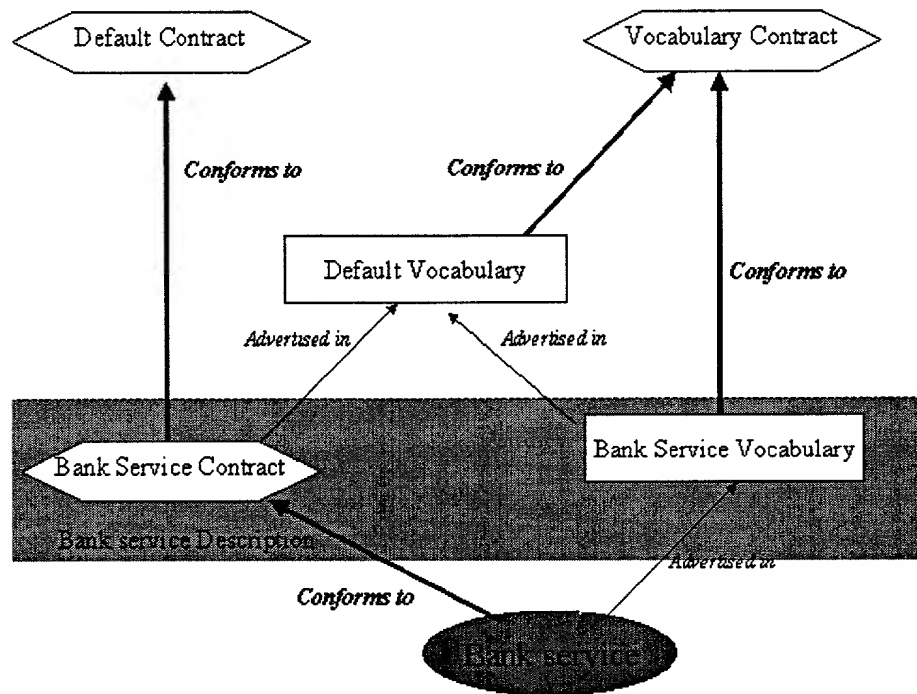 Default Contract
Vocabulary Contract
Conforms to
Conforms to
Default Vocabulary
Conforms to
Advertised in
Advertised in
Bank Service Contract
Bank Service Vocabulary
Bank service Description
Advertised in
Conforms to
Bank service